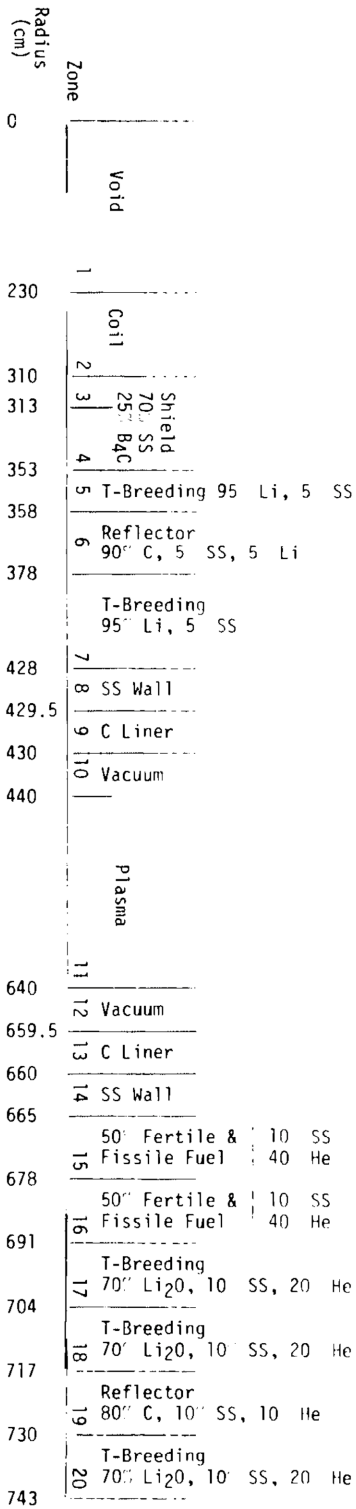 Radius
(cm)
Zone
0
Void
1
230
Coil
2
310
3
313
Shield
70% SS
25% B4C
4
353
5 T-Breeding 95 Li, 5 SS
358
6 Reflector
90" C, 5 SS, 5 Li
378
T-Breeding
95" Li, 5 SS
7
428
8 SS Wall
429.5
9 C Liner
430
10 Vacuum
440
Plasma
11
640
12 Vacuum
659.5
13 C Liner
660
14 SS Wall
665
50' Fertile & 10 SS
15 Fissile Fuel 40 He
678
50" Fertile & 10 SS
16 Fissile Fuel 40 He
691
T-Breeding
17 70" Li2O, 10 SS, 20 He
704
T-Breeding
18 70' Li2O, 10 SS, 20 He
717
Reflector
19 80" C, 10" SS, 10 He
730
T-Breeding
20 70" Li2O, 10' SS, 20 He
743